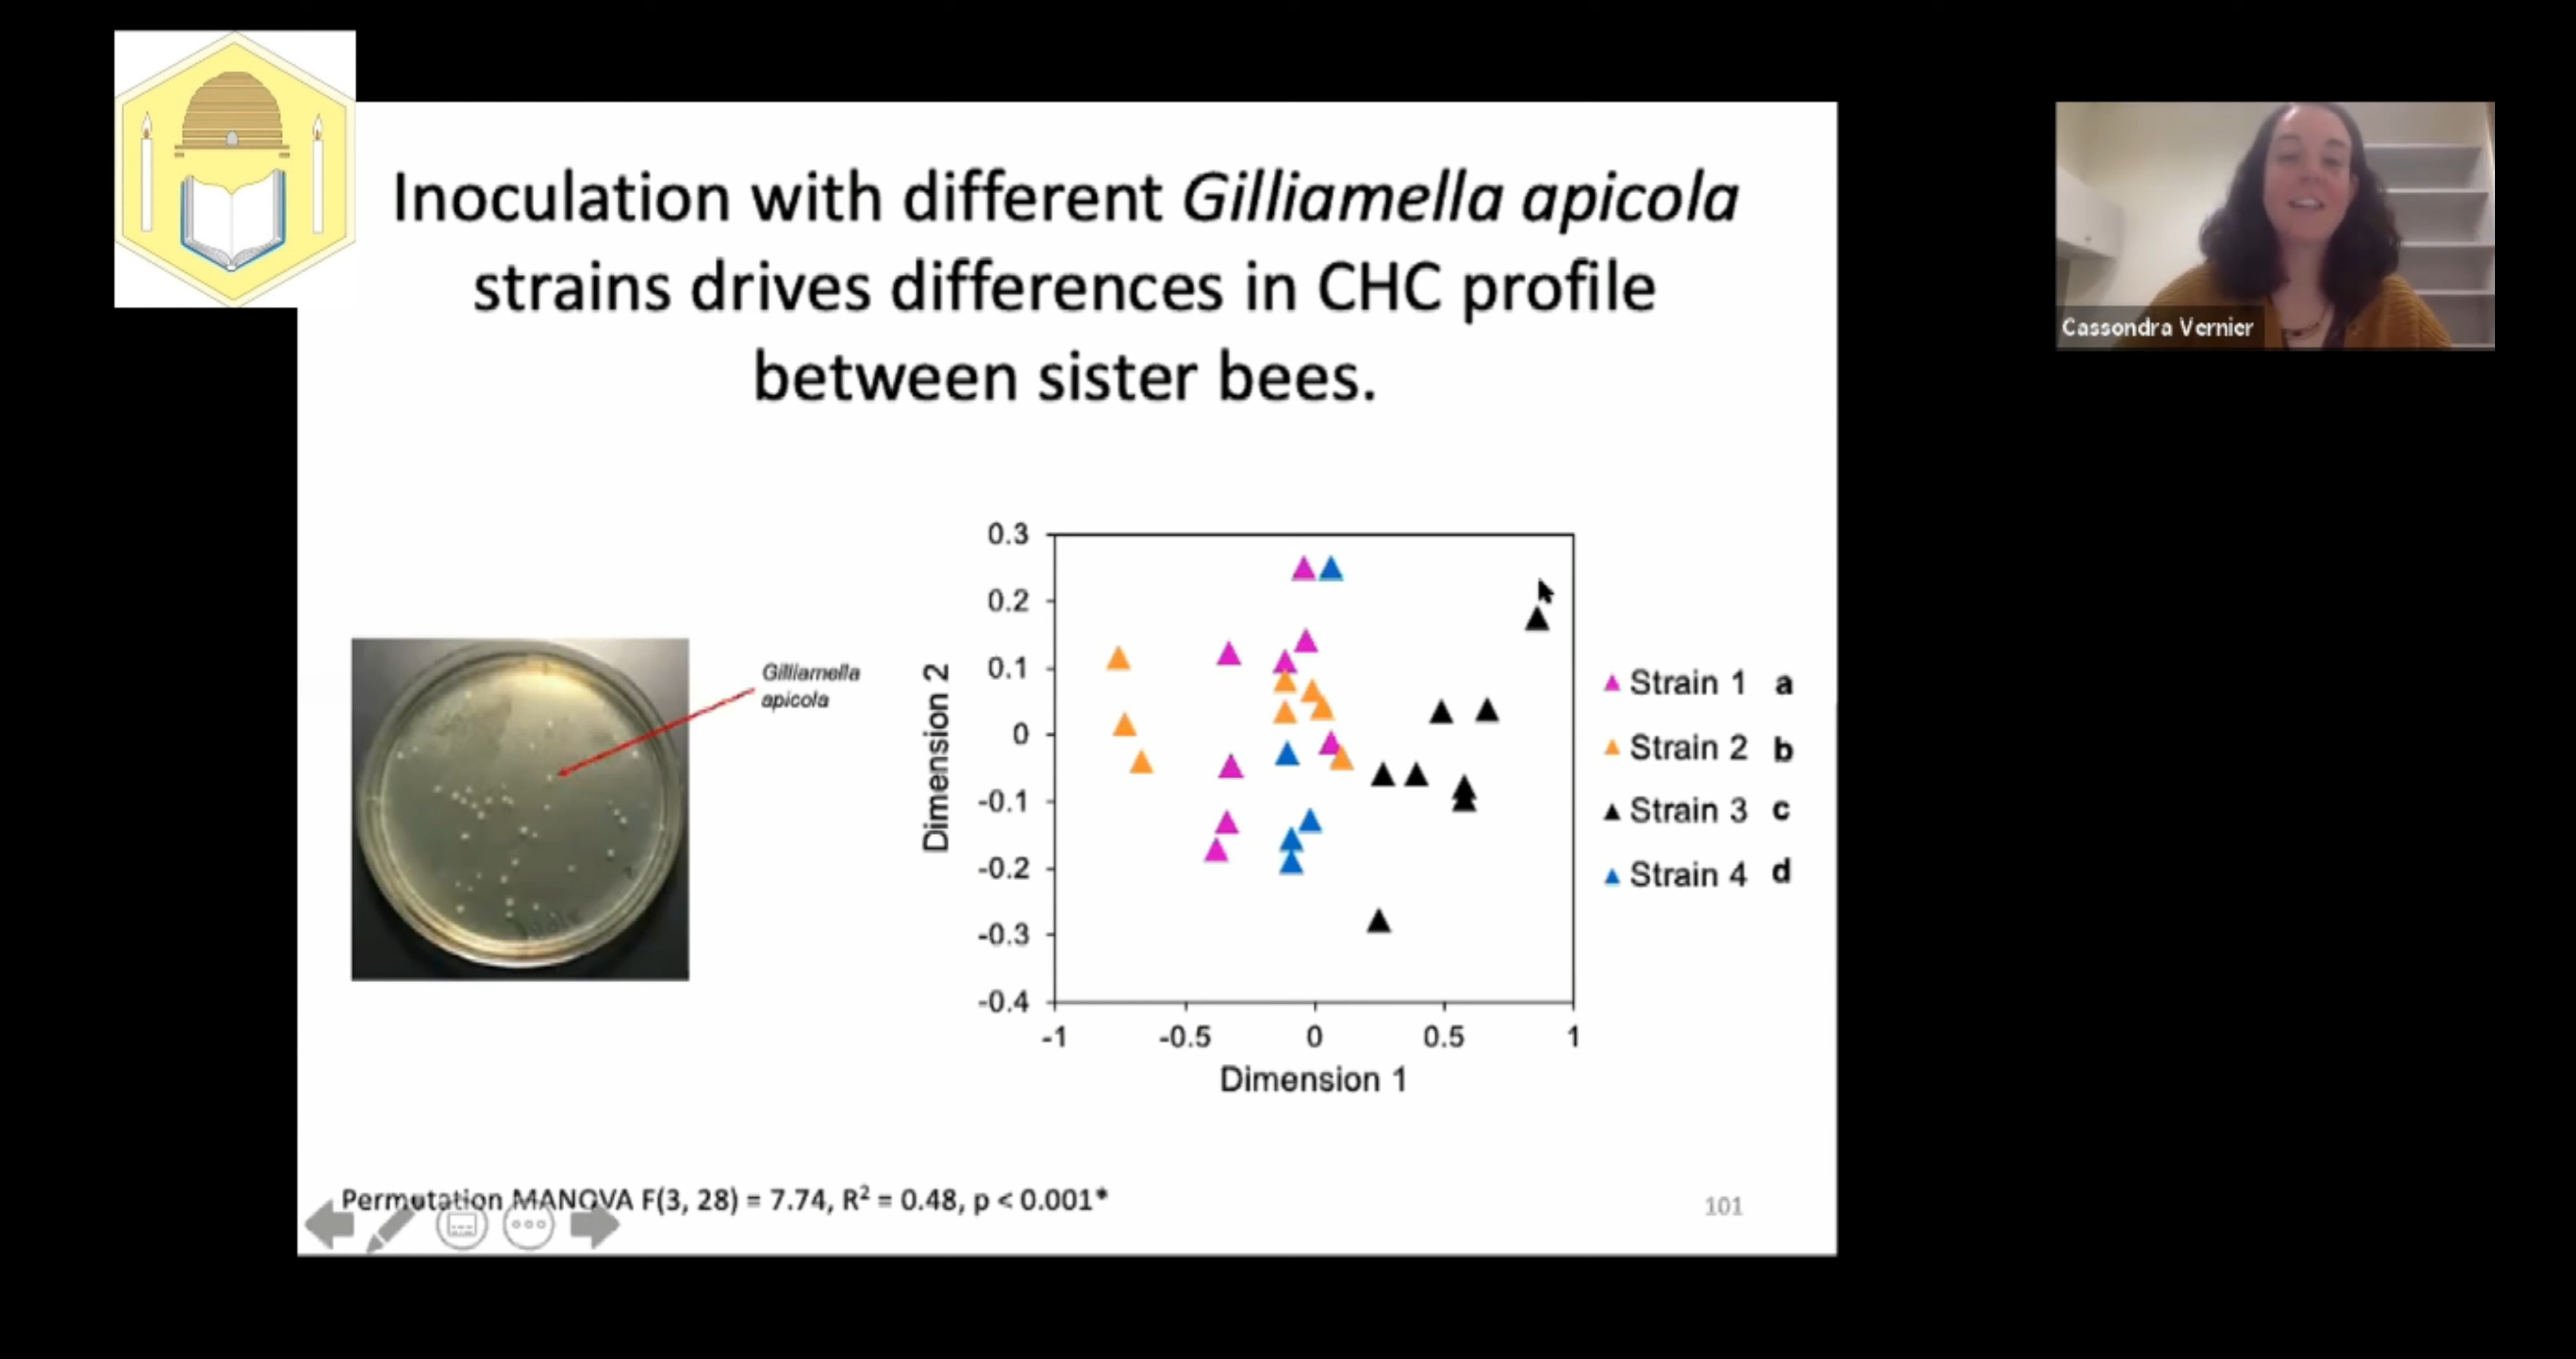 Inoculation with different Gilliamella apicola
strains drives differences in CHC profile
between sister bees.
Cassondra Vernier
Gilliamella
apicola
0.3
0.2
0.1
0
-0.1
-0.2
-0.3
-0.4
Dimension 2
-1
-0.5
0
0.5
1
Dimension 1
Strain 1 a
Strain 2 b
Strain 3 c
Strain 4 d
Permutation MANOVA F(3, 28) = 7.74, R² = 0.48, p < 0.001*
101